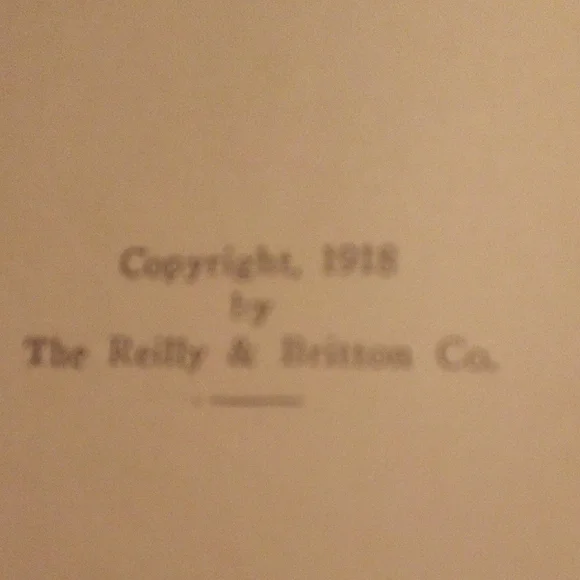 Copyright, 1918
by
The Reilly & Britton Co.